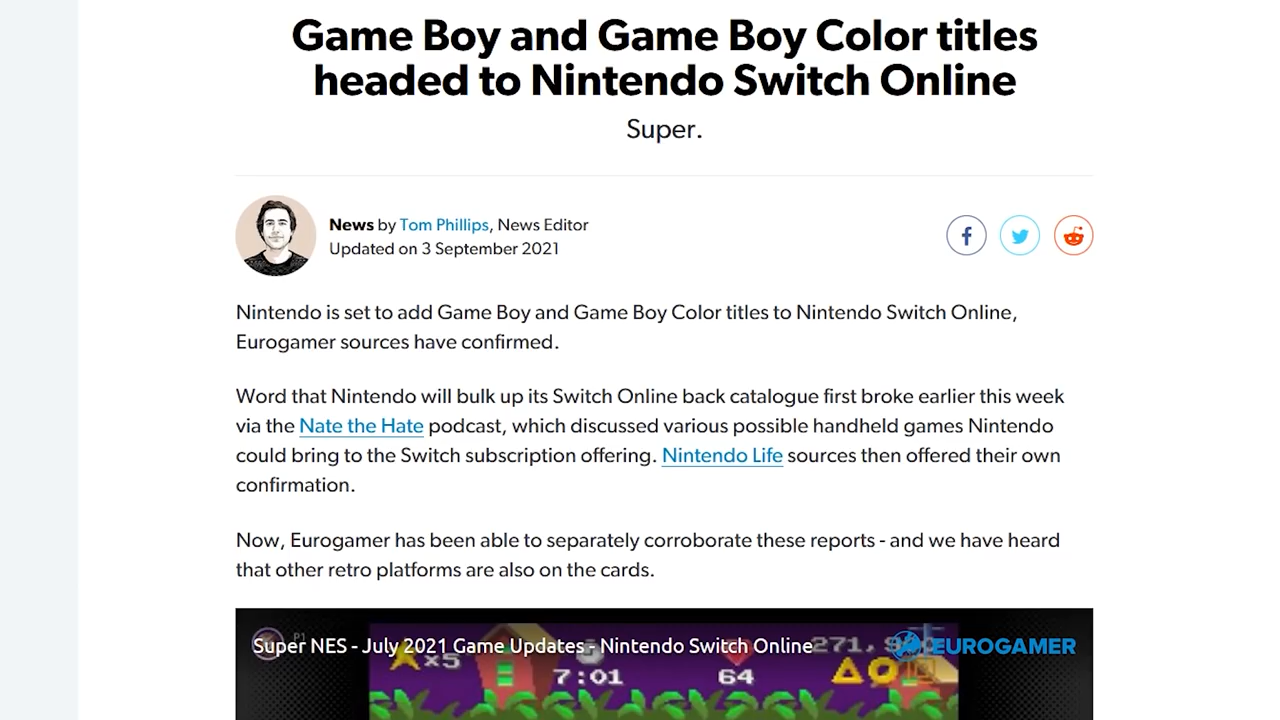 Game Boy and Game Boy Color titles
headed to Nintendo Switch Online
Super.
News by Tom Phillips, News Editor
Updated on 3 September 2021
Nintendo is set to add Game Boy and Game Boy Color titles to Nintendo Switch Online,
Eurogamer sources have confirmed.
Word that Nintendo will bulk up its Switch Online back catalogue first broke earlier this week
via the Nate the Hate podcast, which discussed various possible handheld games Nintendo
could bring to the Switch subscription offering. Nintendo Life sources then offered their own
confirmation.
Now, Eurogamer has been able to separately corroborate these reports - and we have heard
that other retro platforms are also on the cards.
P1
Super NES - July 2021 Game Updates - Nintendo Switch Online
EUROGAMER
x5
7:01
64